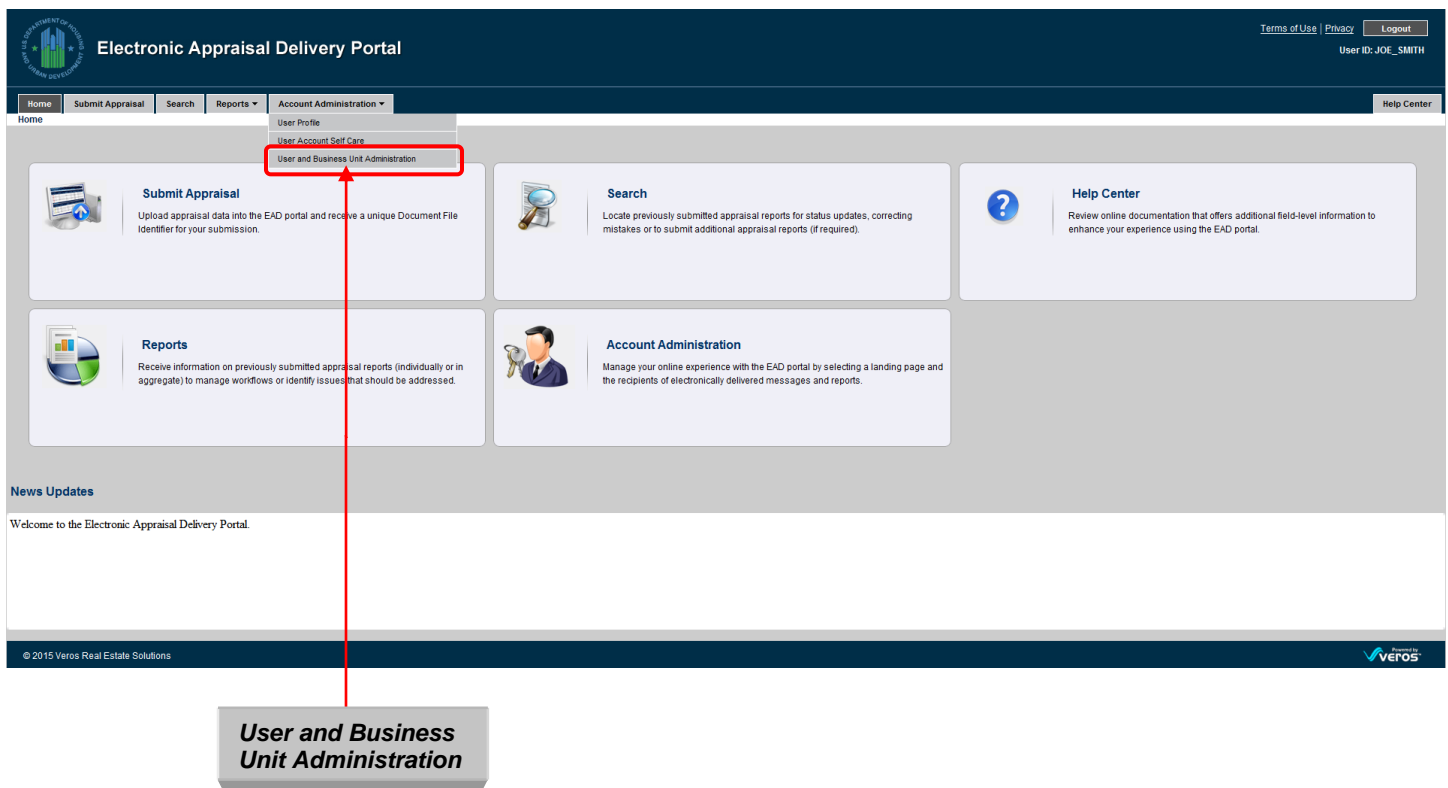 U.S. DEPARTMENT OF HOUSING AND URBAN DEVELOPMENT
Electronic Appraisal Delivery Portal
Terms of Use | Privacy Logout
User ID: JOE_SMITH
Home Submit Appraisal Search Reports Account Administration Help Center
Home
User Profile
User Account Self Care
User and Business Unit Administration
Submit Appraisal
Upload appraisal data into the EAD portal and receive a unique Document File
Identifier for your submission.
Search
Locate previously submitted appraisal reports for status updates, correcting
mistakes or to submit additional appraisal reports (if required).
Help Center
Review online documentation that offers additional field-level information to
enhance your experience using the EAD portal.
Reports
Receive information on previously submitted appraisal reports (individually or in
aggregate) to manage workflows or identify issues that should be addressed.
Account Administration
Manage your online experience with the EAD portal by selecting a landing page and
the recipients of electronically delivered messages and reports.
News Updates
Welcome to the Electronic Appraisal Delivery Portal.
© 2015 Veros Real Estate Solutions
Powered by
veros
User and Business
Unit Administration